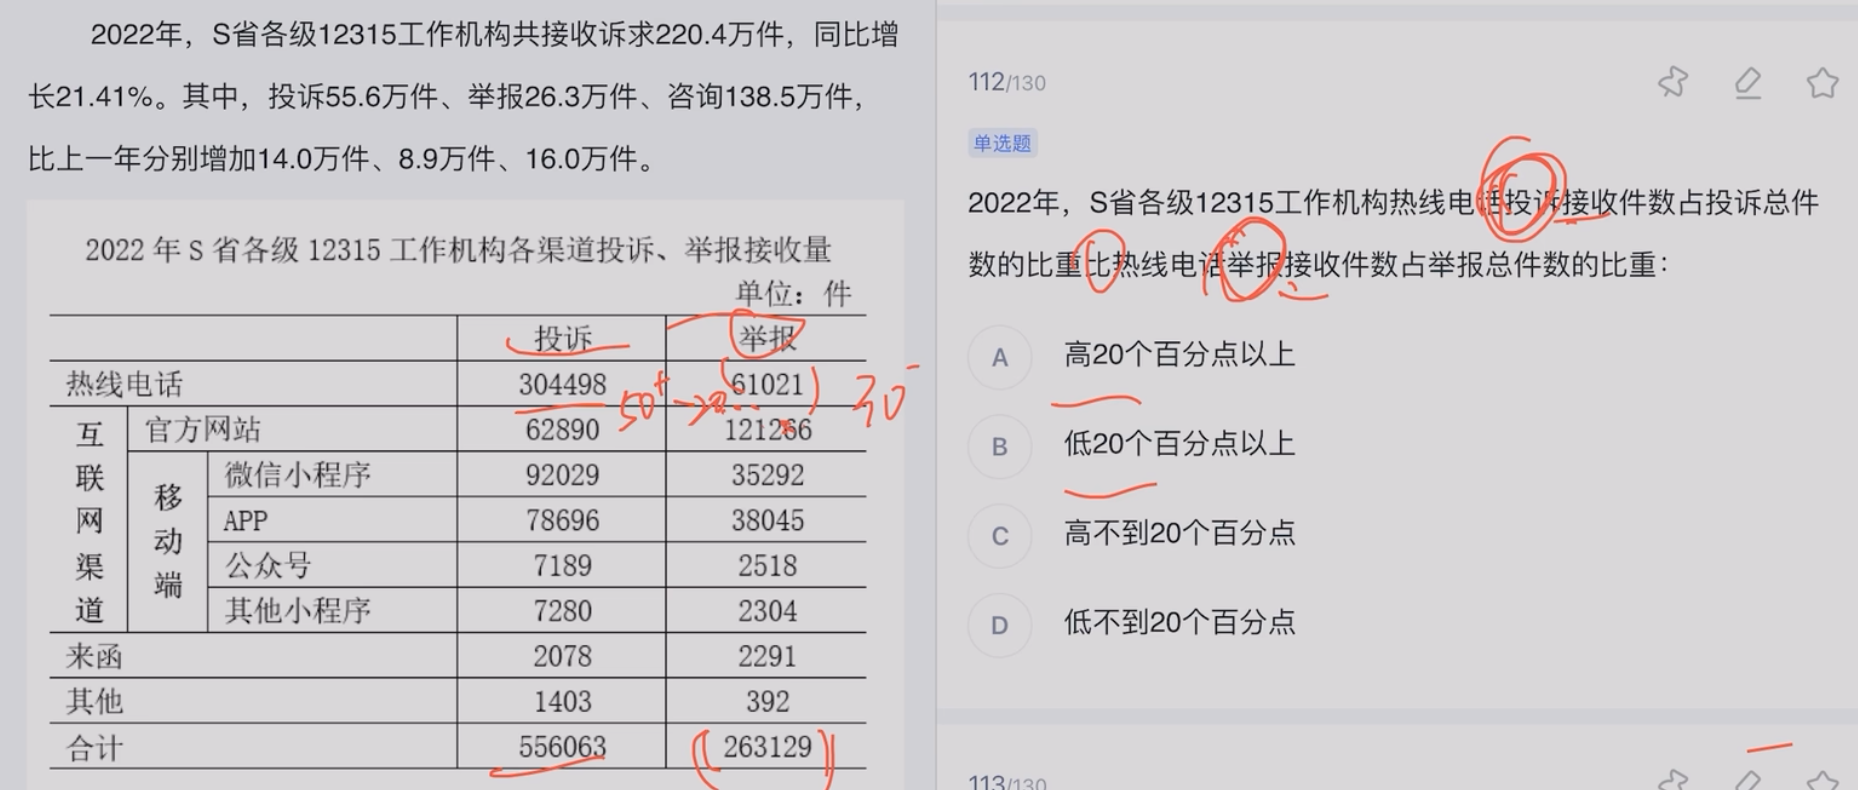 2022年，S省各级12315工作机构共接收诉求220.4万件，同比增
长21.41%。其中，投诉55.6万件、举报26.3万件、咨询138.5万件，
比上一年分别增加14.0万件、8.9万件、16.0万件。
2022 年 S 省各级 12315 工作机构各渠道投诉、举报接收量
单位：件
投诉 举报
热线电话 304498 61021
互联网渠道 官方网站 62890 121266
移动端 微信小程序 92029 35292
APP 78696 38045
公众号 7189 2518
其他小程序 7280 2304
来函 2078 2291
其他 1403 392
合计 556063 263129
50+
30-
112/130
单选题
2022年，S省各级12315工作机构热线电话投诉接收件数占投诉总件
数的比重比热线电话举报接收件数占举报总件数的比重：
A 高20个百分点以上
B 低20个百分点以上
C 高不到20个百分点
D 低不到20个百分点
113/130